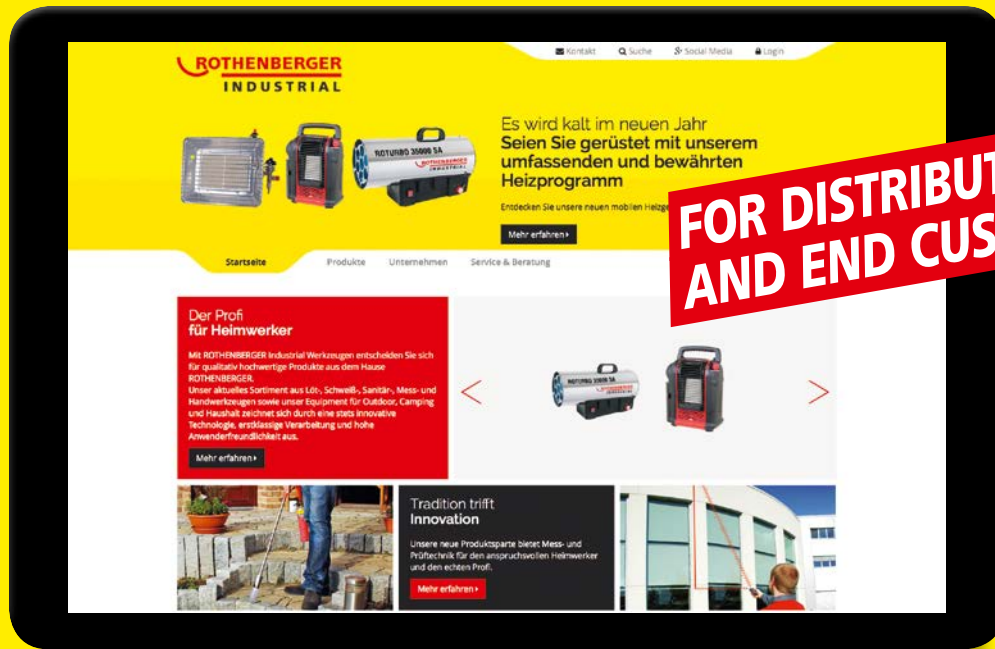 Kontakt
Suche
Social Media
Login
ROTHENBERGER
INDUSTRIAL
Es wird kalt im neuen Jahr
Seien Sie gerüstet mit unserem
umfassenden und bewährten
Heizprogramm
Entdecken Sie unsere neuen mobilen
Mehr erfahren
ROTURBO 35000 SA
ROTHENBERGER
INDUSTRIAL
FOR
AND END
Startseite
Produkte
Unternehmen
Service & Beratung
Der Profi
für Heimwerker
Mit ROTHENBERGER Industrial Werkzeugen entscheiden Sie sich
für qualitativ hochwertige Produkte aus dem Hause
ROTHENBERGER.
Unser aktuelles Sortiment aus Löt-, Schweiß-, Sanitär-, Mess- und
Handwerkzeugen sowie unser Equipment für Outdoor, Camping
und Haushalt zeichnet sich durch eine stets innovative
Technologie, erstklassige Verarbeitung und hohe
Anwenderfreundlichkeit aus.
Mehr erfahren
ROTURBO 35000 SA
Tradition trifft
Innovation
Unsere neue Produktsparte bietet Mess- und
Prüftechnik für den anspruchsvollen Heimwerker
und den echten Profi.
Mehr erfahren